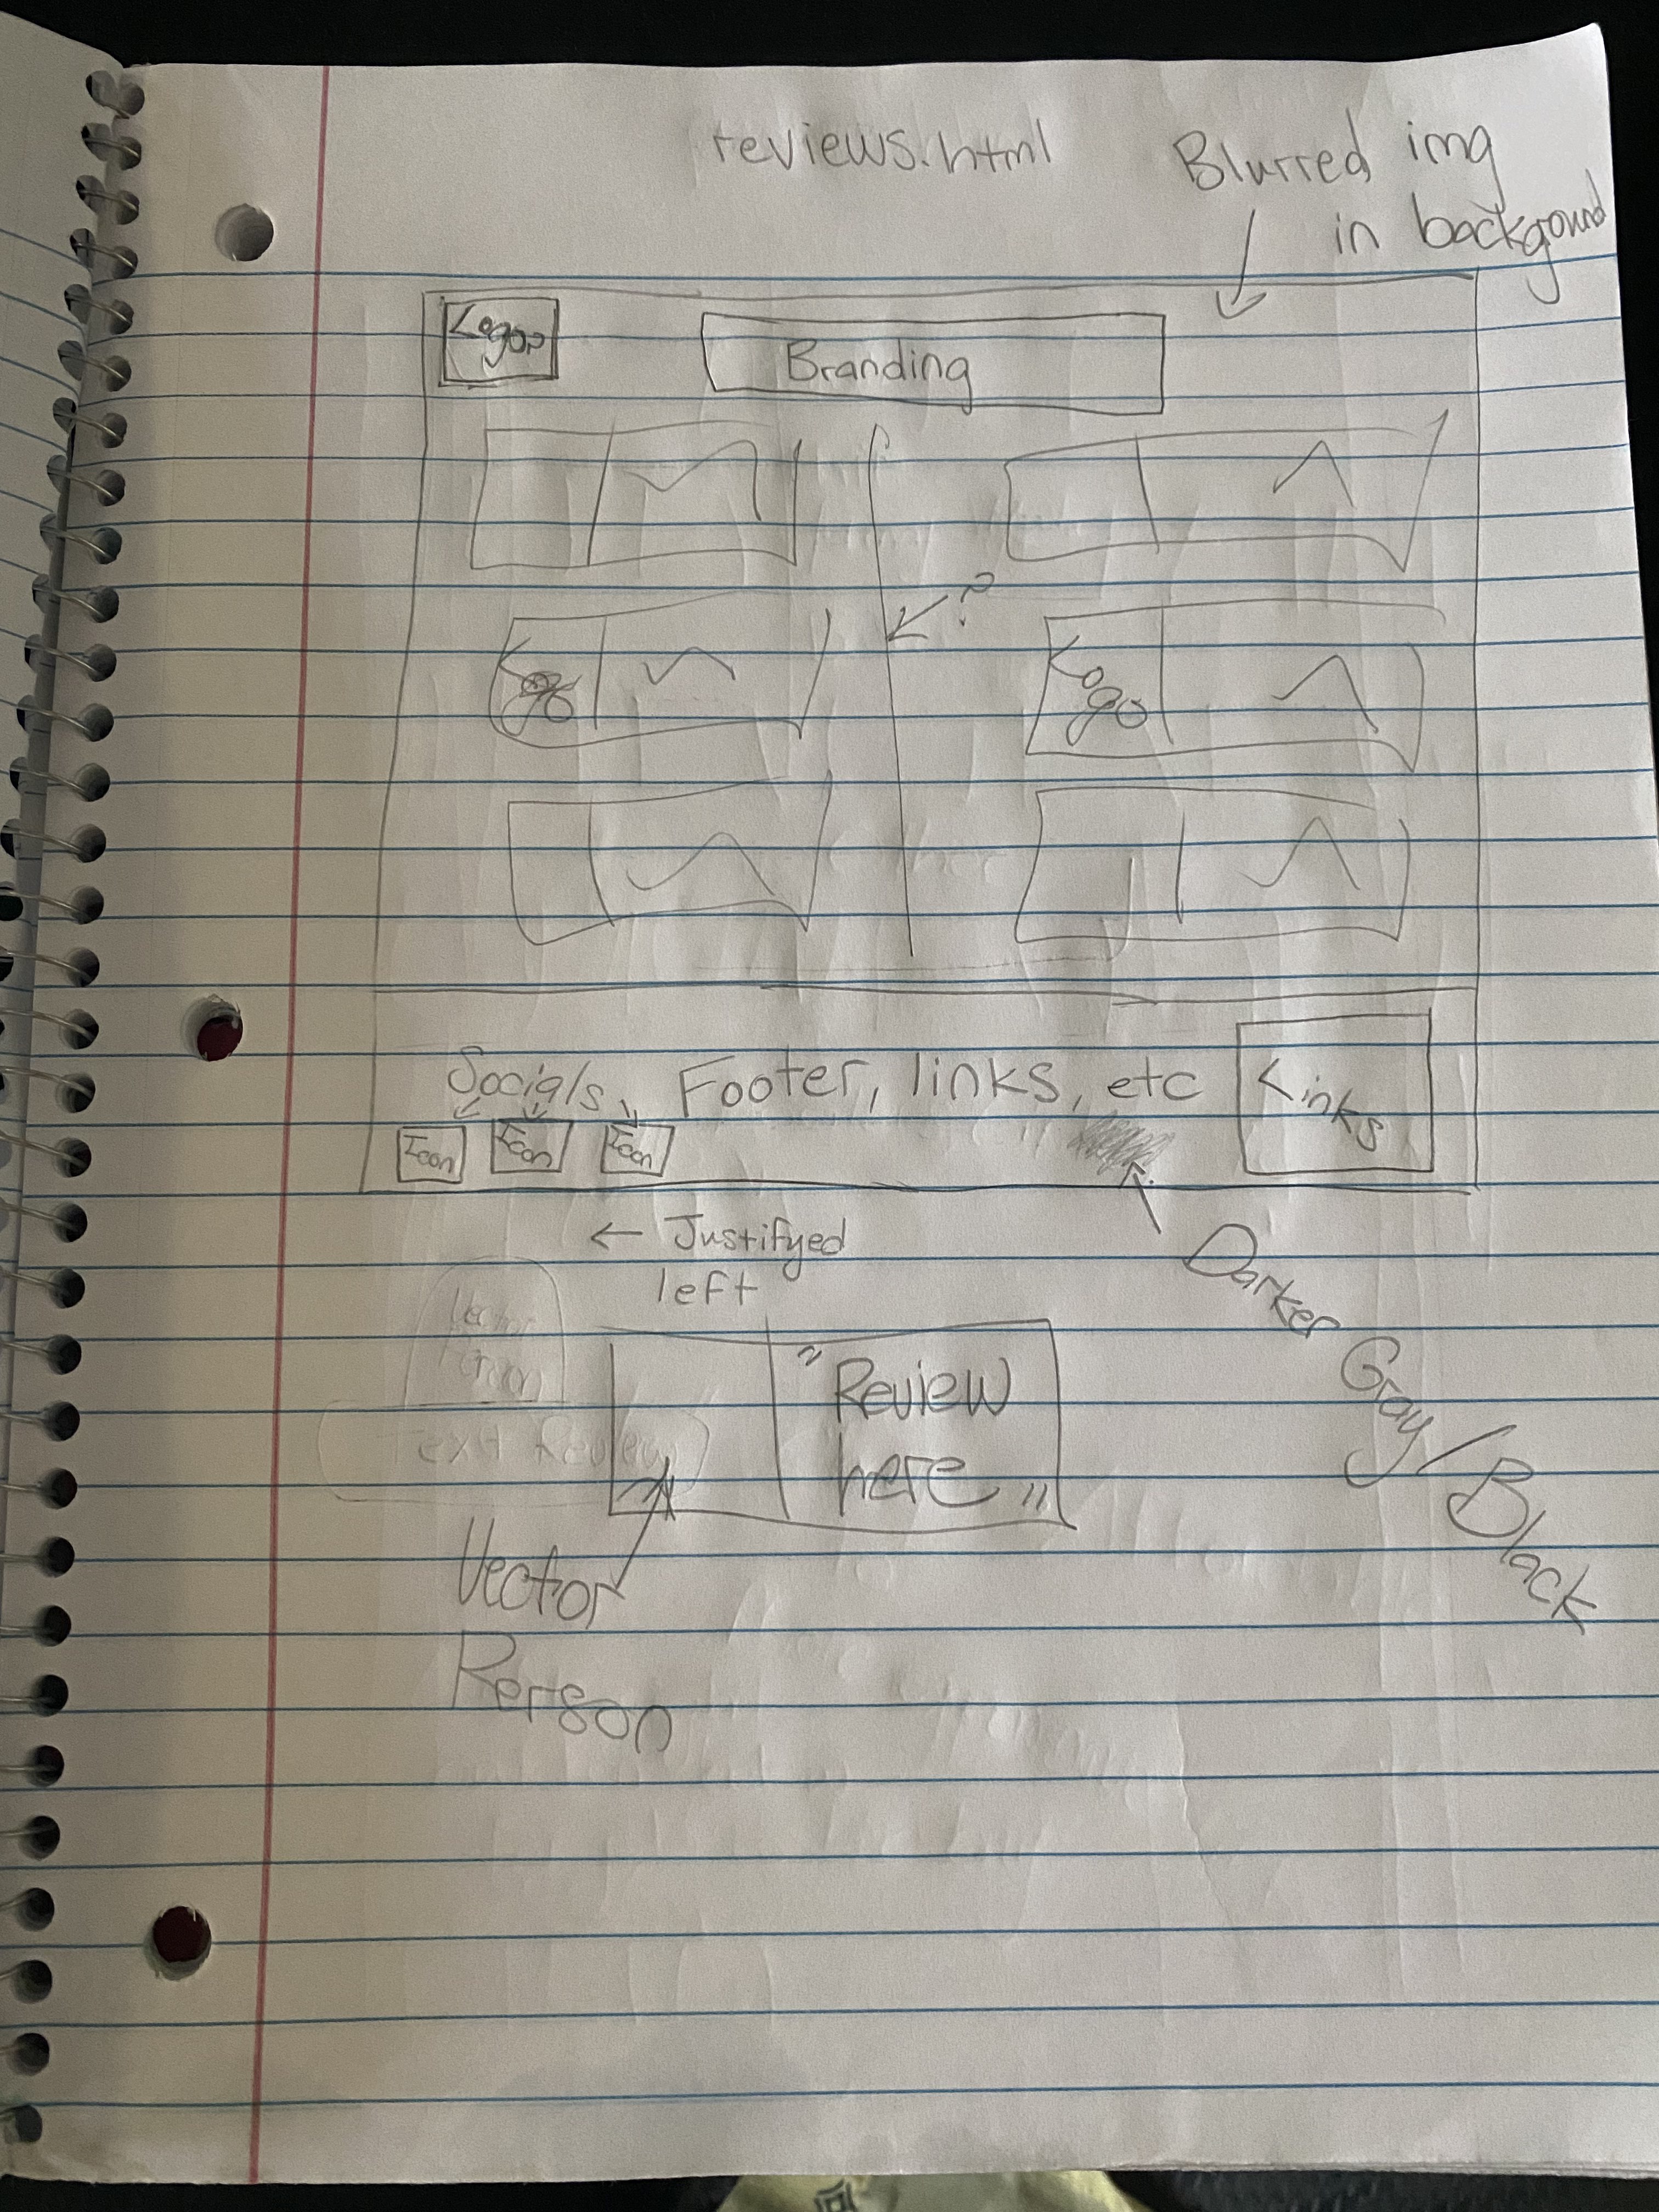 reviews.html
Blurred img
in background
Logo?
Branding
?
Logo
Socials
Footer, links, etc
Links
Icon
Icon
Icon
← Justifyed
left
Darker Gray/Black
Vector
Person
Text Review
"Review
here"
Vector
Person